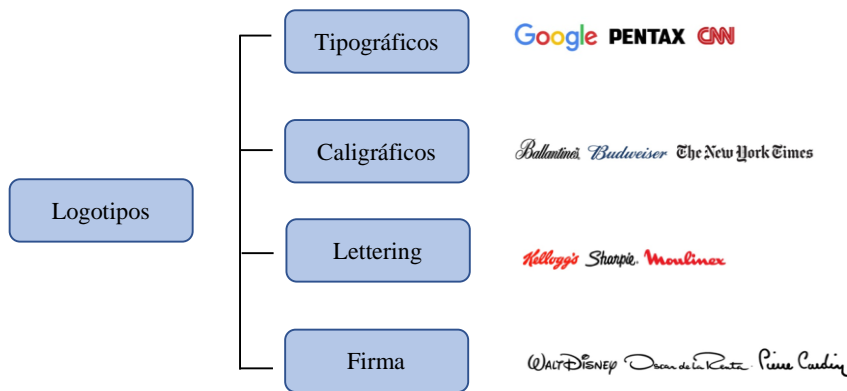 Tipográficos
Google PENTAX CNN
Caligráficos
Ballantine's Budweiser The New York Times
Logotipos
Lettering
Kellogg's Sharpie. Moulinex
Firma
WALT DISNEY Oscar de la Renta Pierre Cardin